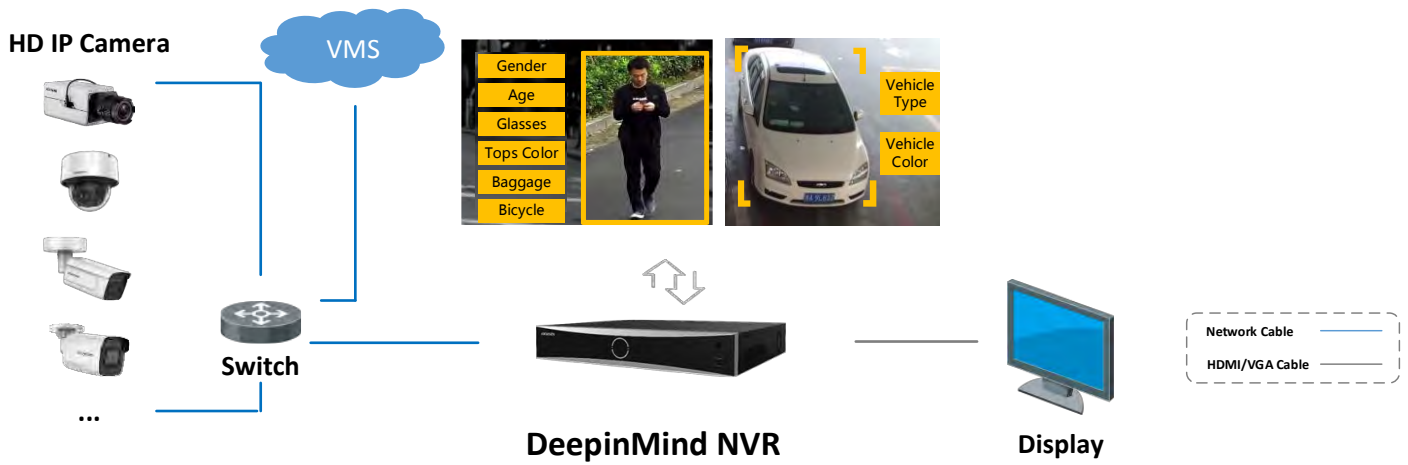 HD IP Camera
VMS
Gender
Age
Glasses
Tops Color
Baggage
Bicycle
Vehicle
Type
Vehicle
Color
Switch
...
DeepinMind NVR
Display
Network Cable
HDMI/VGA Cable